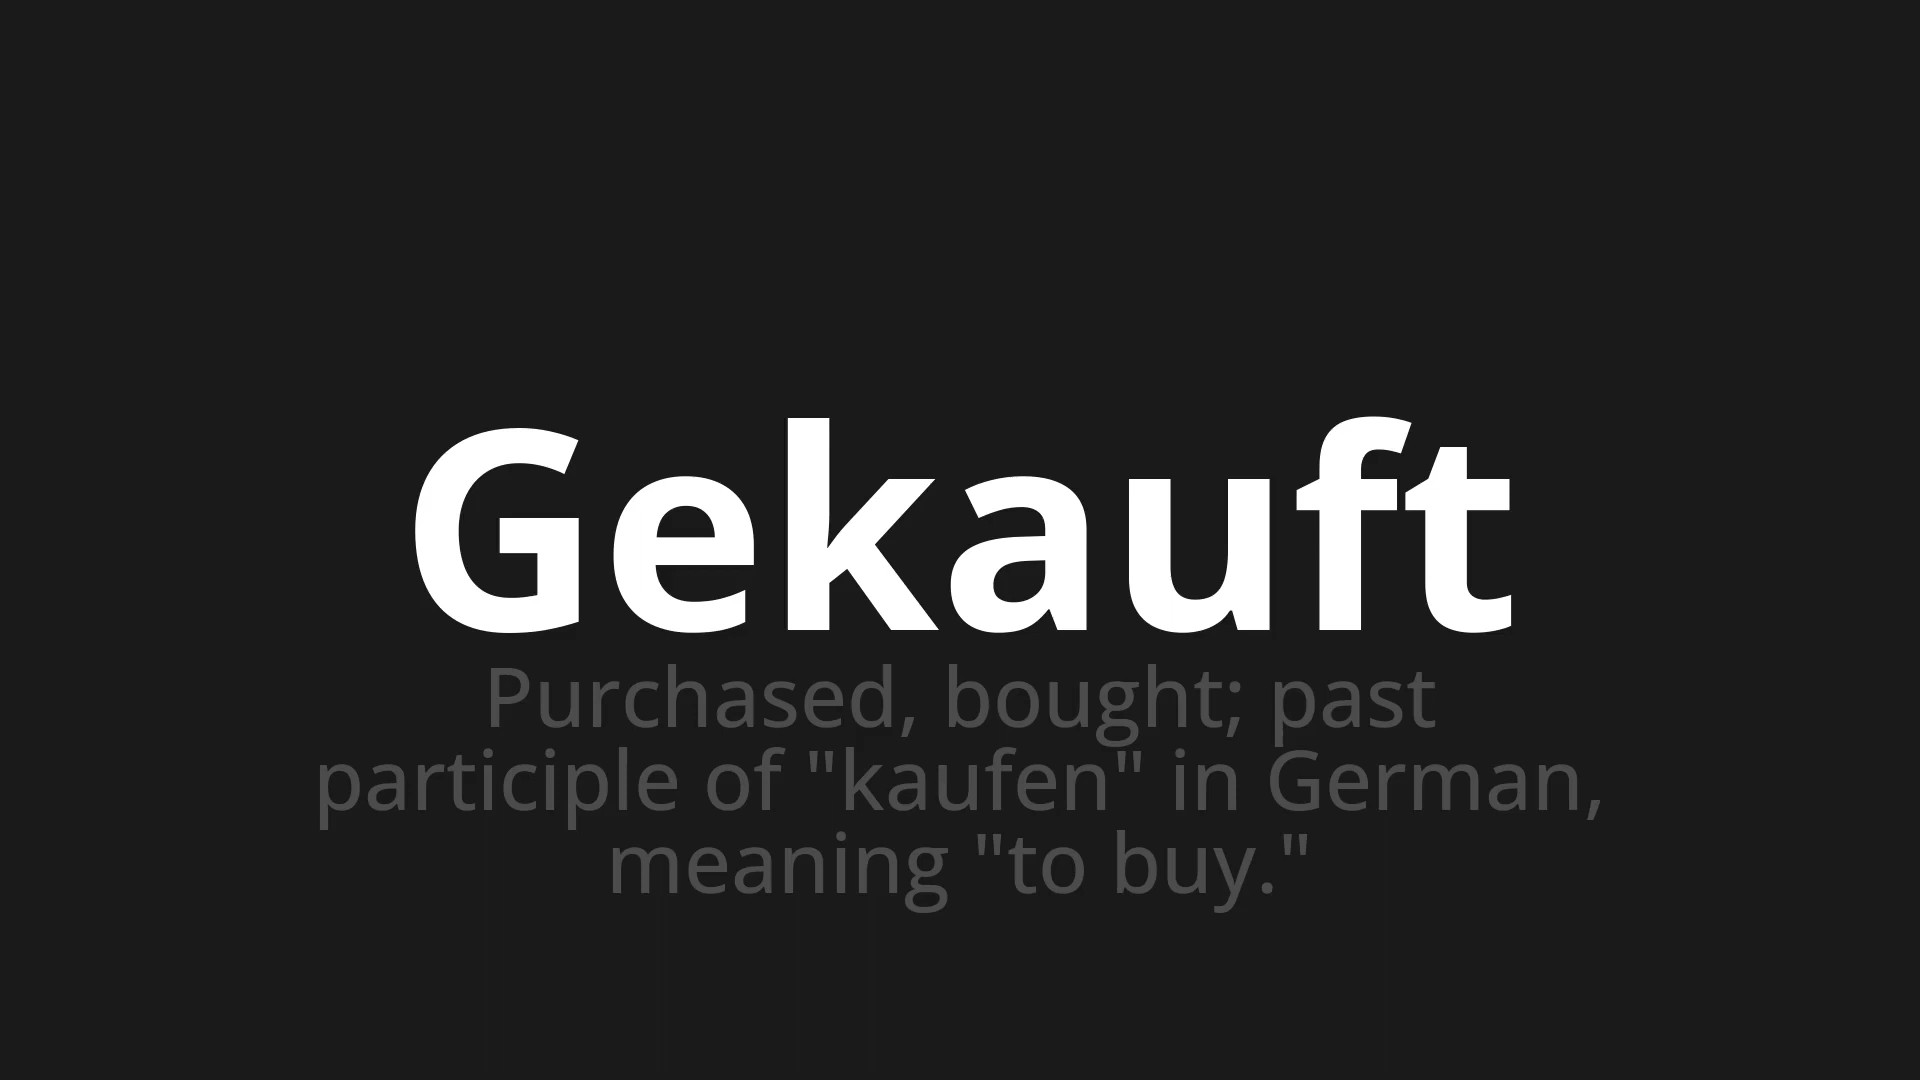 Gekauft
Purchased, bought; past
participle of "kaufen" in German,
meaning "to buy."